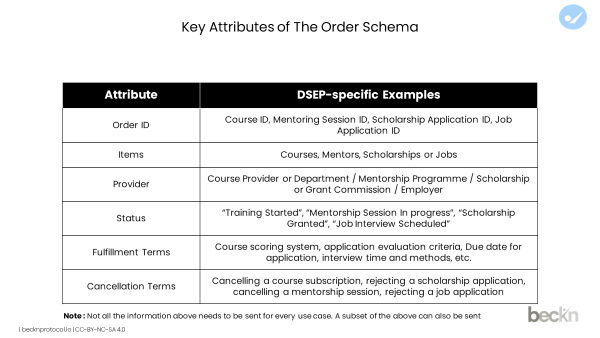 Key Attributes of The Order Schema
Attribute
DSEP-specific Examples
Order ID
Course ID, Mentoring Session ID, Scholarship Application ID, Job
Application ID
Items
Courses, Mentors, Scholarships or Jobs
Provider
Course Provider or Department / Mentorship Programme / Scholarship
or Grant Commission / Employer
Status
“Training Started”, “Mentorship Session In progress”, “Scholarship
Granted”, “Job Interview Scheduled”
Fulfillment Terms
Course scoring system, application evaluation criteria, Due date for
application, interview time and methods, etc.
Cancellation Terms
Cancelling a course subscription, rejecting a scholarship application,
cancelling a mentorship session, rejecting a job application
Note : Not all the information above needs to be sent for every use case. A subset of the above can also be sent
beckn
| becknprotocol.io | CC-BY-NC-SA 4.0